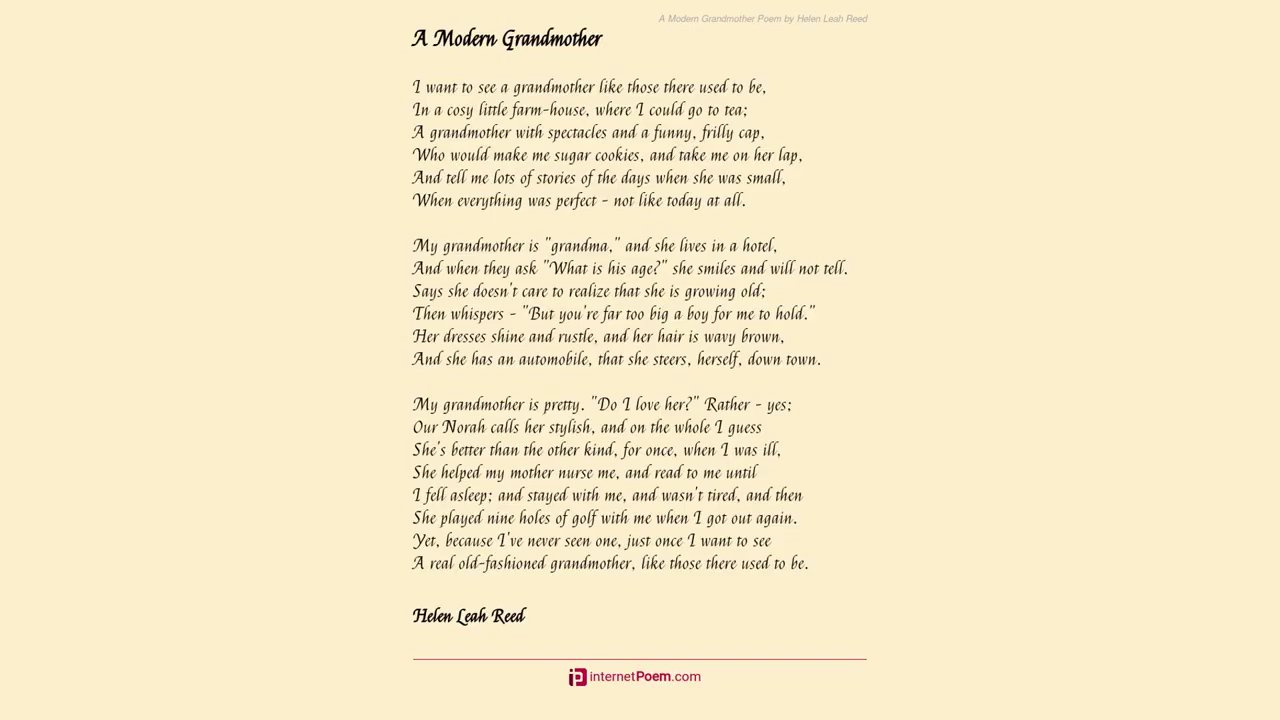 A Modern Grandmother Poem by Helen Leah Reed
A Modern Grandmother
I want to see a grandmother like those there used to be,
In a cosy little farm-house, where I could go to tea;
A grandmother with spectacles and a funny, frilly cap,
Who would make me sugar cookies, and take me on her lap,
And tell me lots of stories of the days when she was small,
When everything was perfect - not like today at all.
My grandmother is "grandma," and she lives in a hotel,
And when they ask "What is his age?" she smiles and will not tell.
Says she doesn't care to realize that she is growing old;
Then whispers - "But you're far too big a boy for me to hold."
Her dresses shine and rustle, and her hair is wavy brown,
And she has an automobile, that she steers, herself, down town.
My grandmother is pretty. "Do I love her?" Rather - yes;
Our Norah calls her stylish, and on the whole I guess
She's better than the other kind, for once, when I was ill,
She helped my mother nurse me, and read to me until
I fell asleep; and stayed with me, and wasn't tired, and then
She played nine holes of golf with me when I got out again.
Yet, because I've never seen one, just once I want to see
A real old-fashioned grandmother, like those there used to be.
Helen Leah Reed
internetPoem.com